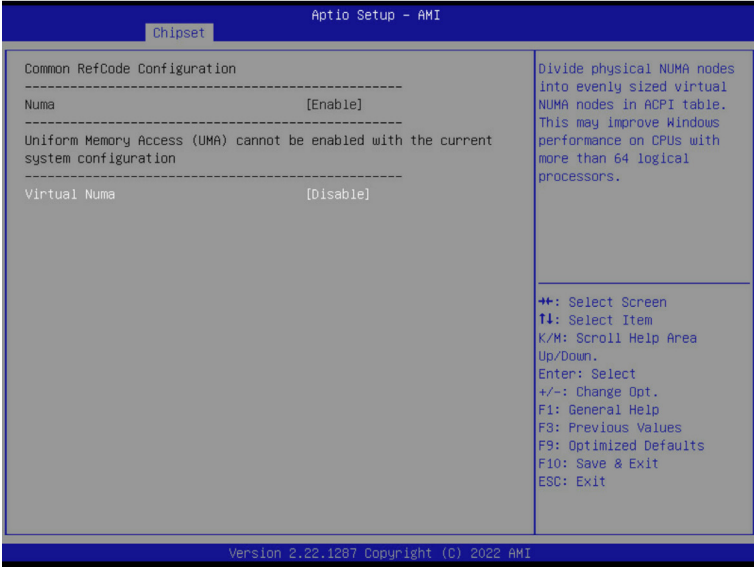 Aptio Setup - AMI
Chipset
Common RefCode Configuration
--------------------------------------------------
Numa [Enable]
--------------------------------------------------
Uniform Memory Access (UMA) cannot be enabled with the current
system configuration
--------------------------------------------------
Virtual Numa [Disable]
Divide physical NUMA nodes
into evenly sized virtual
NUMA nodes in ACPI table.
This may improve Windows
performance on CPUs with
more than 64 logical
processors.
→←: Select Screen
↑↓: Select Item
K/M: Scroll Help Area
Up/Down.
Enter: Select
+/-: Change Opt.
F1: General Help
F3: Previous Values
F9: Optimized Defaults
F10: Save & Exit
ESC: Exit
Version 2.22.1287 Copyright (C) 2022 AMI